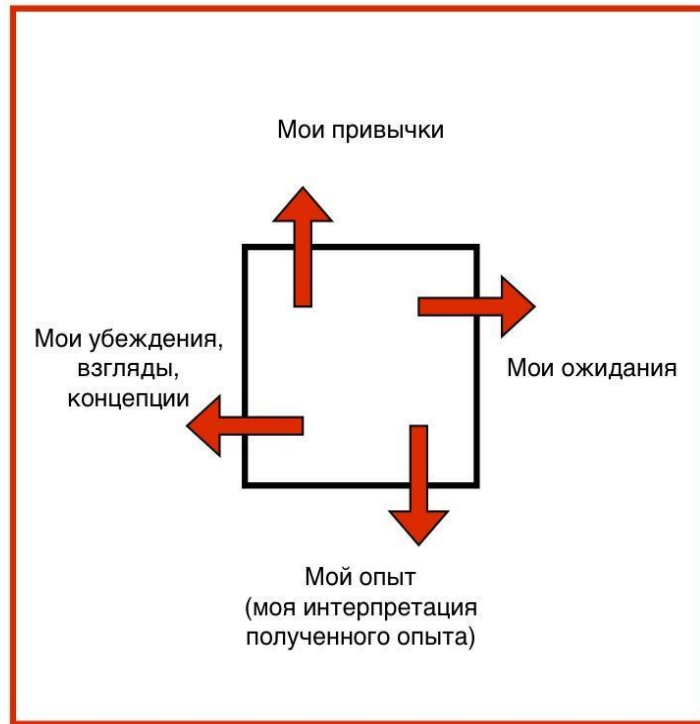 Мои привычки
Мои убеждения,
взгляды,
концепции
Мои ожидания
Мой опыт
(моя интерпретация
полученного опыта)